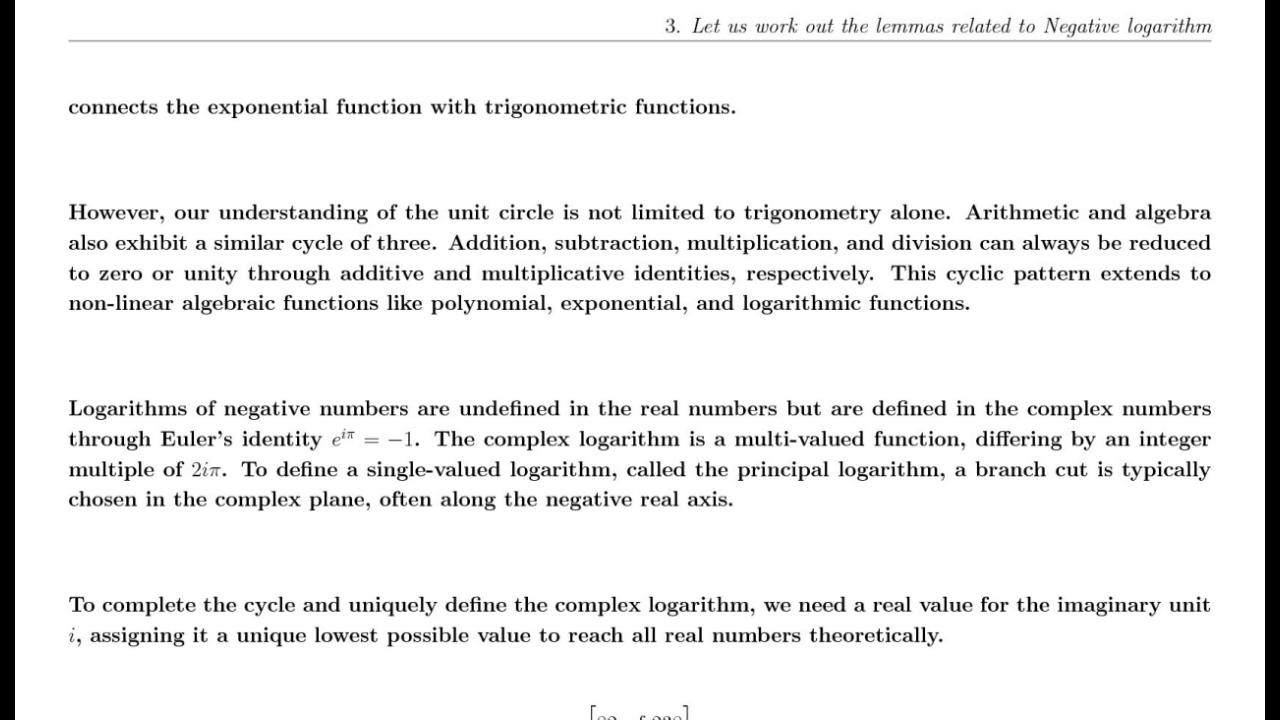 3. Let us work out the lemmas related to Negative logarithm
connects the exponential function with trigonometric functions.
However, our understanding of the unit circle is not limited to trigonometry alone. Arithmetic and algebra
also exhibit a similar cycle of three. Addition, subtraction, multiplication, and division can always be reduced
to zero or unity through additive and multiplicative identities, respectively. This cyclic pattern extends to
non-linear algebraic functions like polynomial, exponential, and logarithmic functions.
Logarithms of negative numbers are undefined in the real numbers but are defined in the complex numbers
through Euler's identity e^{iπ} = −1. The complex logarithm is a multi-valued function, differing by an integer
multiple of 2iπ. To define a single-valued logarithm, called the principal logarithm, a branch cut is typically
chosen in the complex plane, often along the negative real axis.
To complete the cycle and uniquely define the complex logarithm, we need a real value for the imaginary unit
i, assigning it a unique lowest possible value to reach all real numbers theoretically.